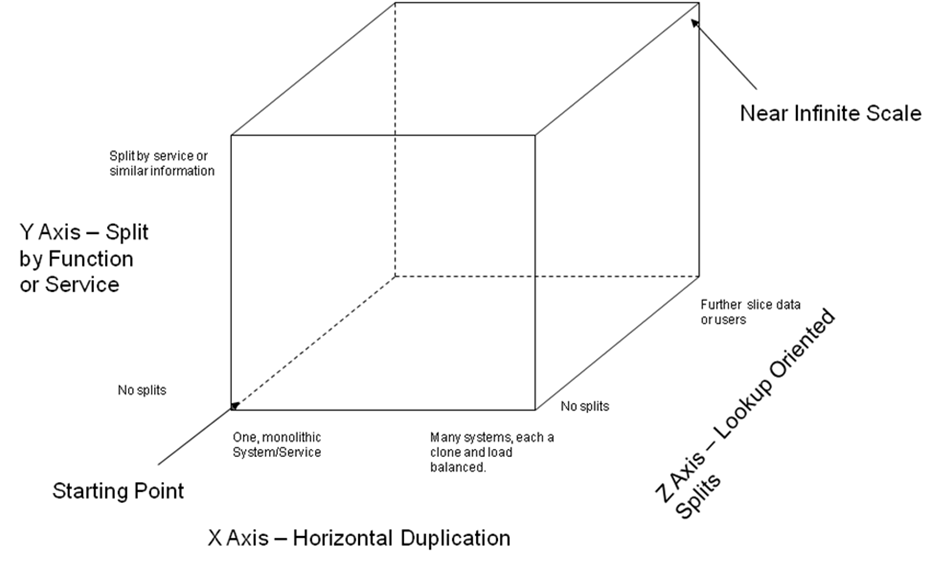 Near Infinite Scale
Split by service or
similar information
Y Axis – Split
by Function
or Service
Further slice data
or users
No splits
No splits
One, monolithic
System/Service
Many systems, each a
clone and load
balanced.
Starting Point
Z Axis – Lookup Oriented
Splits
X Axis – Horizontal Duplication